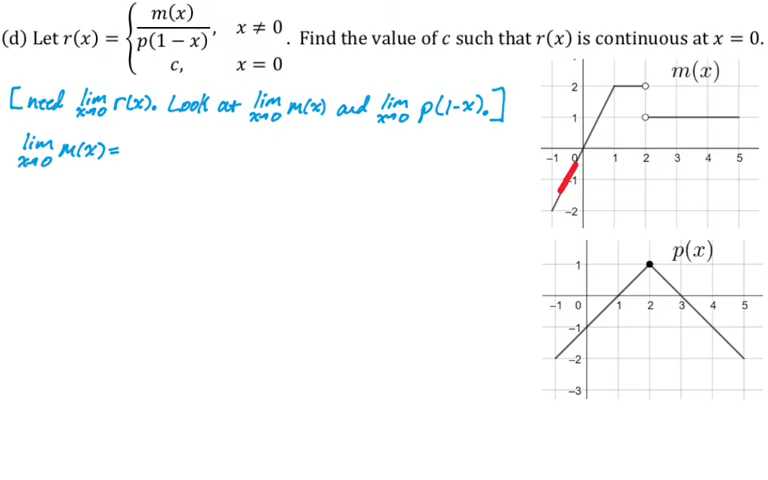 (d) Let r(x) = { m(x)/p(1 − x), x ≠ 0
c, x = 0 . Find the value of c such that r(x) is continuous at x = 0.
[need lim x→0 r(x). Look at lim x→0 m(x) and lim x→0 p(1-x).]
lim x→0 m(x) =
m(x)
2
1
−1 0 1 2 3 4 5
−1
−2
p(x)
1
−1 0 1 2 3 4 5
−1
−2
−3